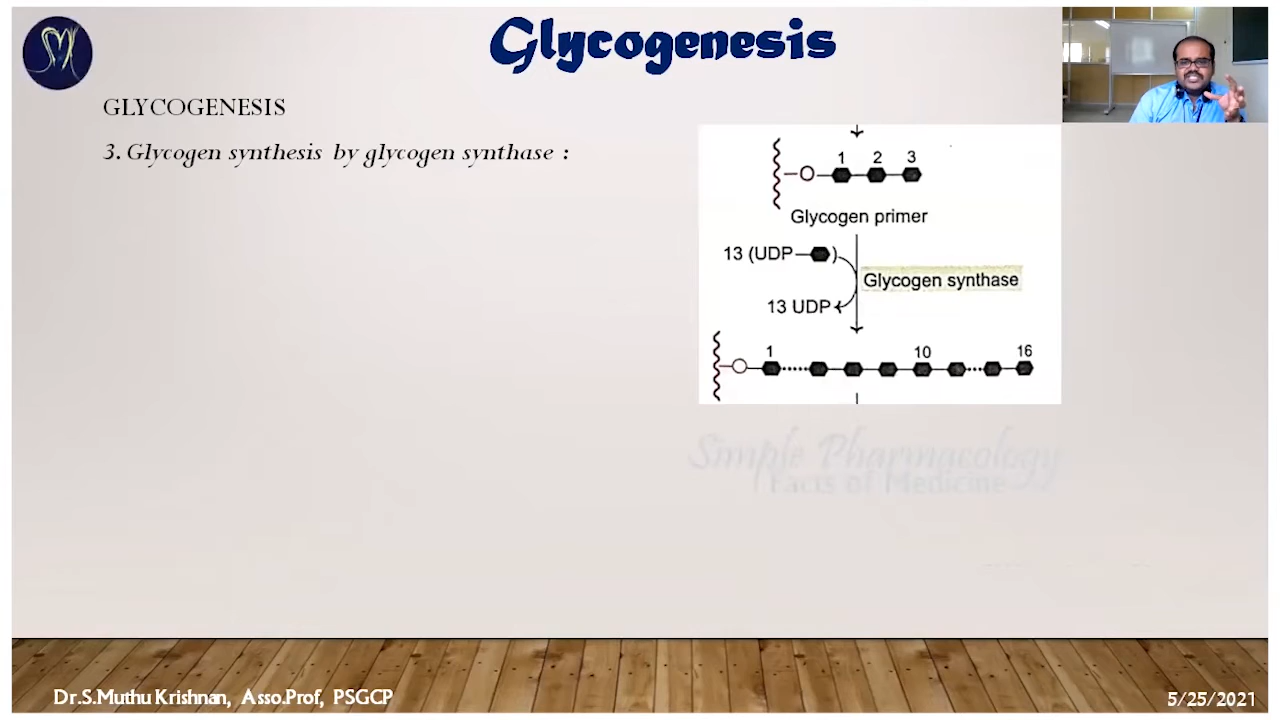 Glycogenesis
GLYCOGENESIS
3. Glycogen synthesis by glycogen synthase :
1 2 3
Glycogen primer
13 (UDP )
Glycogen synthase
13 UDP
1 10 16
Simple Pharmacology
Facts of Medicine
Dr.S.Muthu Krishnan, Asso.Prof, PSGCP
5/25/2021